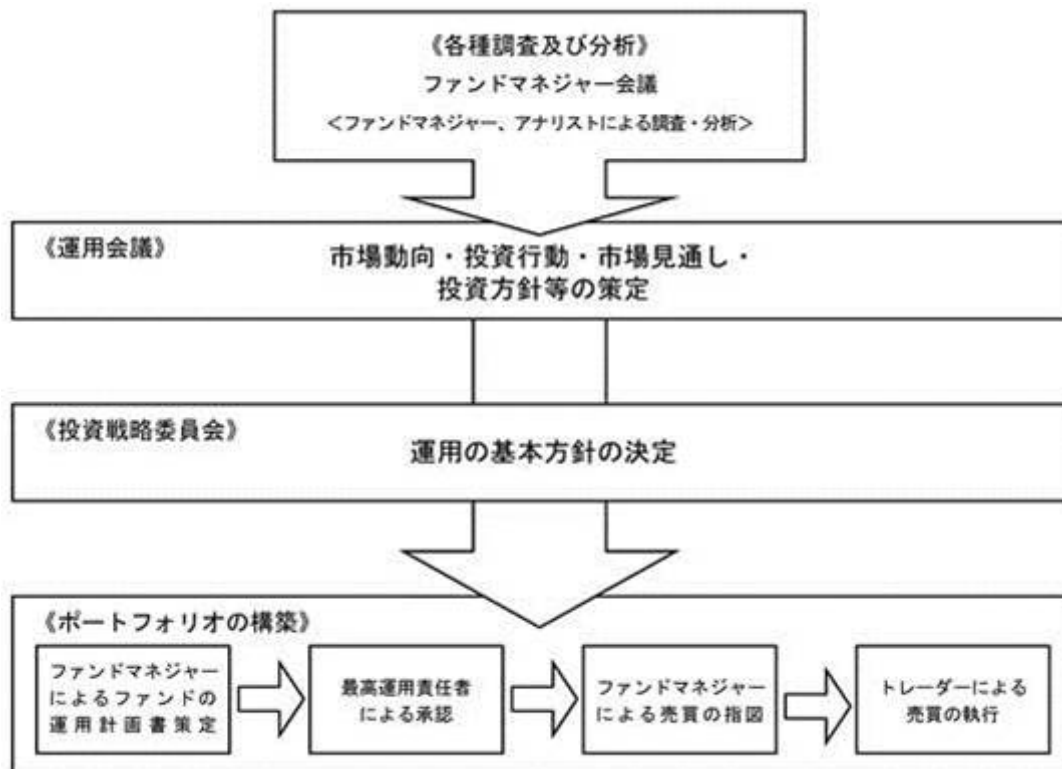 《各種調査及び分析》
ファンドマネジャー会議
＜ファンドマネジャー、アナリストによる調査・分析＞
《運用会議》
市場動向・投資行動・市場見通し・
投資方針等の策定
《投資戦略委員会》
運用の基本方針の決定
《ポートフォリオの構築》
ファンドマネジャー
によるファンドの
運用計画書策定
最高運用責任者
による承認
ファンドマネジャー
による売買の指図
トレーダーによる
売買の執行